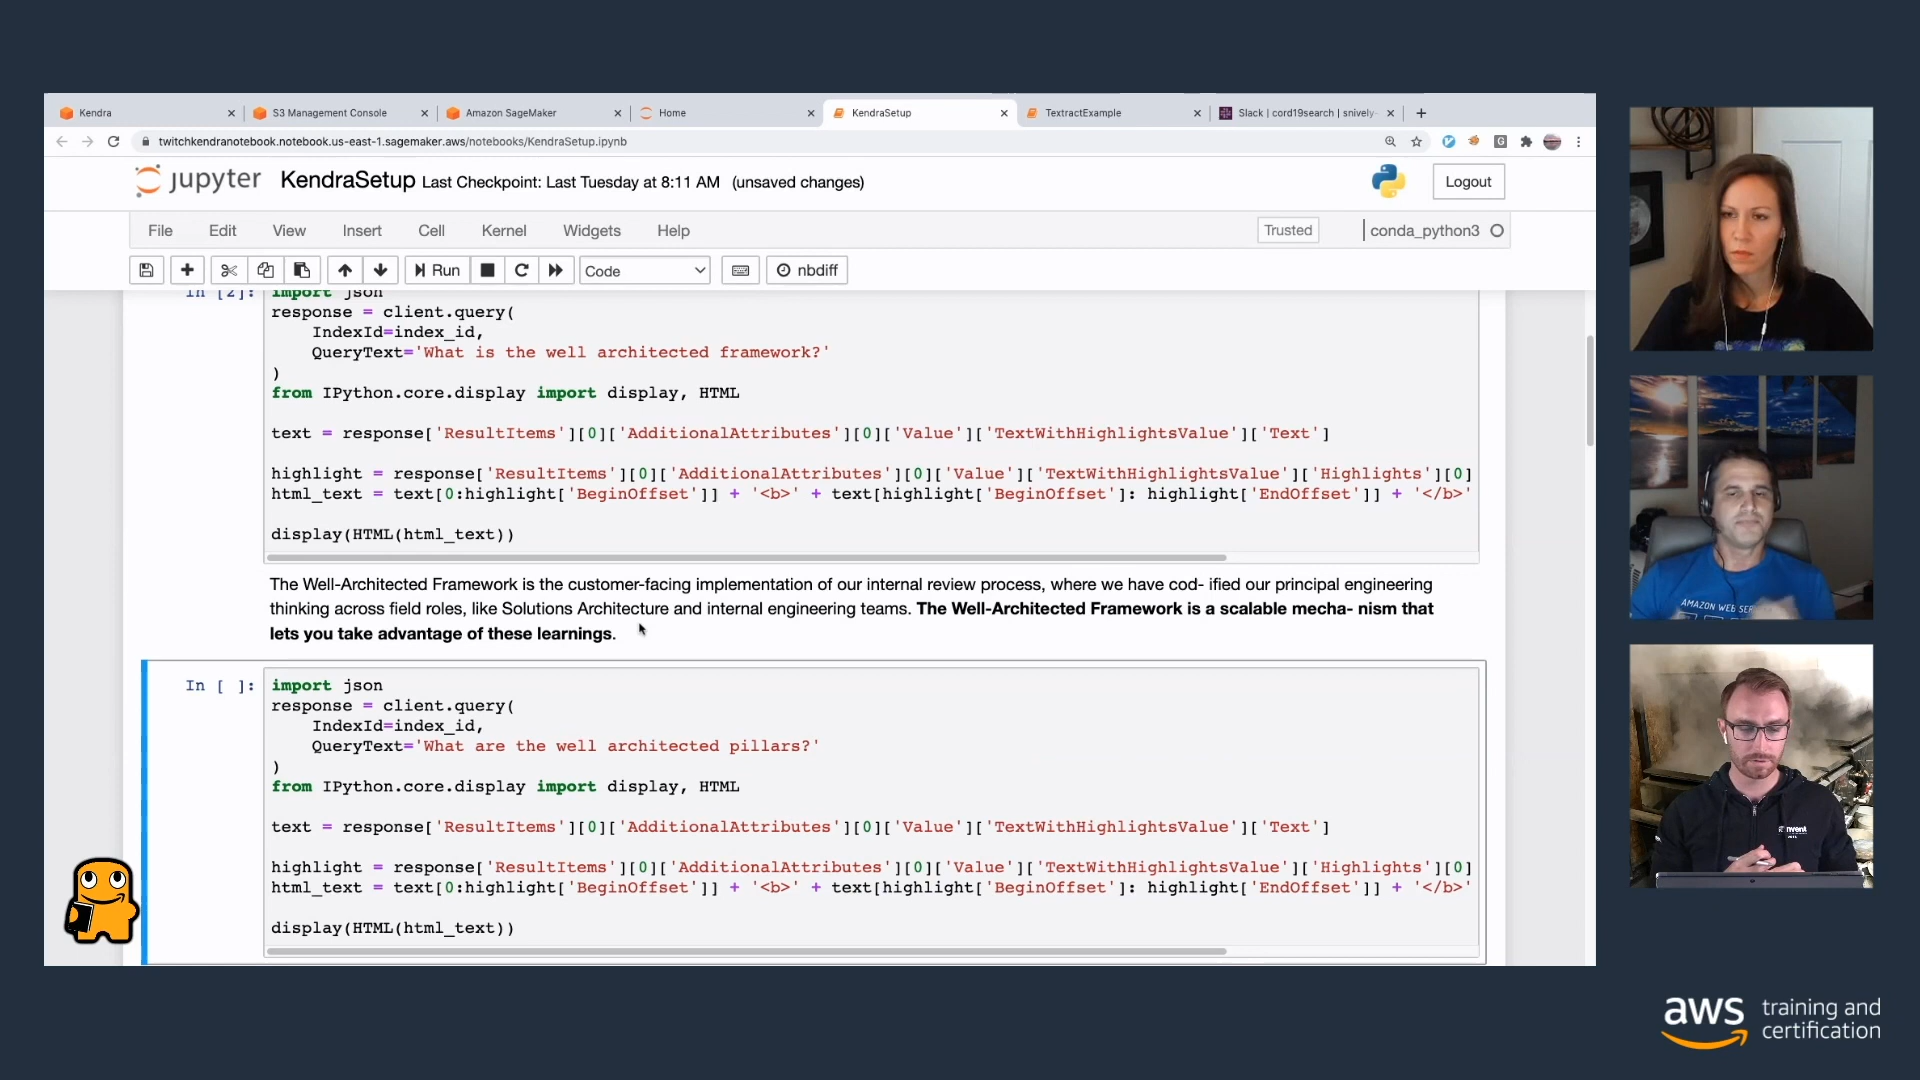 Kendra
S3 Management Console
Amazon SageMaker
Home
KendraSetup
TextractExample
Slack | cord19search | snively-
twitchkendranotebook.notebook.us-east-1.sagemaker.aws/notebooks/KendraSetup.ipynb
jupyter KendraSetup Last Checkpoint: Last Tuesday at 8:11 AM (unsaved changes)
Logout
File Edit View Insert Cell Kernel Widgets Help
Trusted
conda_python3
Run
Code
nbdiff
In [2]: import json
response = client.query(
IndexId=index_id,
QueryText='What is the well architected framework?'
)
from IPython.core.display import display, HTML
text = response['ResultItems'][0]['AdditionalAttributes'][0]['Value']['TextWithHighlightsValue']['Text']
highlight = response['ResultItems'][0]['AdditionalAttributes'][0]['Value']['TextWithHighlightsValue']['Highlights'][0]
html_text = text[0:highlight['BeginOffset']] + '<b>' + text[highlight['BeginOffset']: highlight['EndOffset']] + '</b>'
display(HTML(html_text))
The Well-Architected Framework is the customer-facing implementation of our internal review process, where we have cod- ified our principal engineering
thinking across field roles, like Solutions Architecture and internal engineering teams. The Well-Architected Framework is a scalable mecha- nism that
lets you take advantage of these learnings.
In [ ]: import json
response = client.query(
IndexId=index_id,
QueryText='What are the well architected pillars?'
)
from IPython.core.display import display, HTML
text = response['ResultItems'][0]['AdditionalAttributes'][0]['Value']['TextWithHighlightsValue']['Text']
highlight = response['ResultItems'][0]['AdditionalAttributes'][0]['Value']['TextWithHighlightsValue']['Highlights'][0]
html_text = text[0:highlight['BeginOffset']] + '<b>' + text[highlight['BeginOffset']: highlight['EndOffset']] + '</b>'
display(HTML(html_text))
AMAZON WEB
aws training and
certification